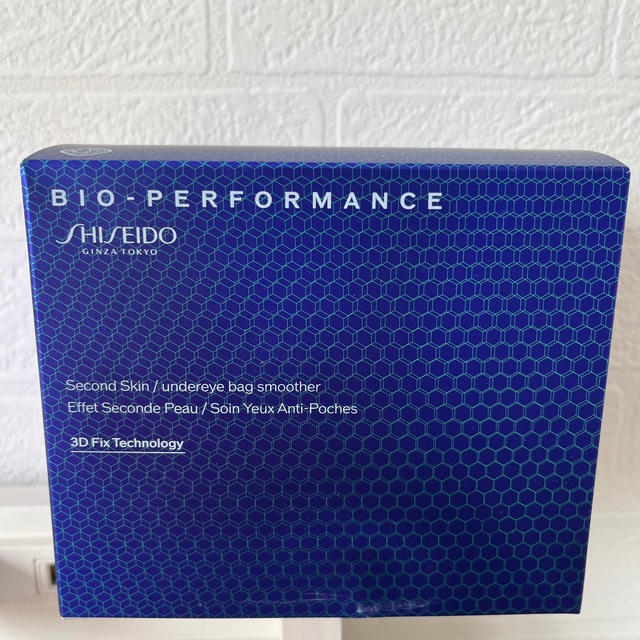 BIO-PERFORMANCE
SHISEIDO
GINZA TOKYO
Second Skin / undereye bag smoother
Effet Seconde Peau / Soin Yeux Anti-Poches
3D Fix Technology